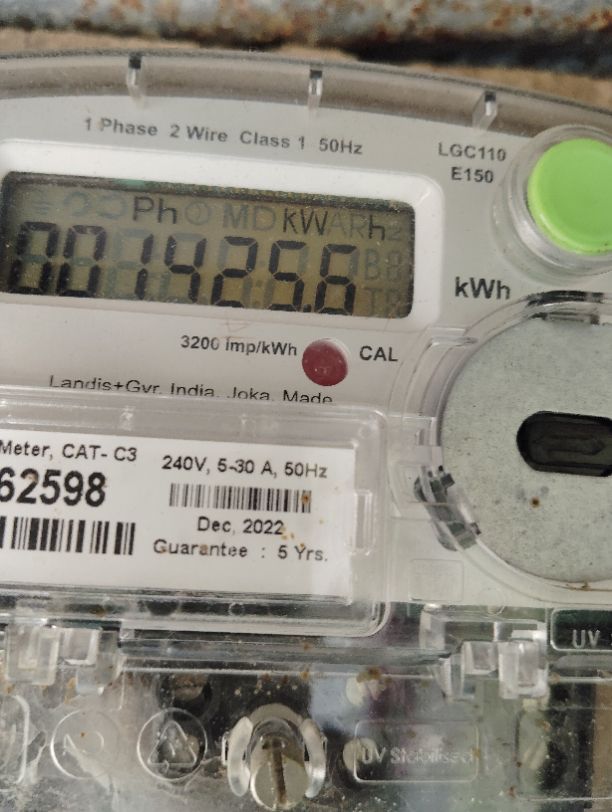 1 Phase 2 Wire Class 1 50Hz
LGC110
E150
Ph MD KWARh
0014256
kWh
3200 imp/kWh
CAL
Landis+Gyr, India, Joka, Made
Meter, CAT- C3
62598
240V, 5-30 A, 50Hz
Dec, 2022
Guarantee : 5 Yrs.
UV
UV Stabilised